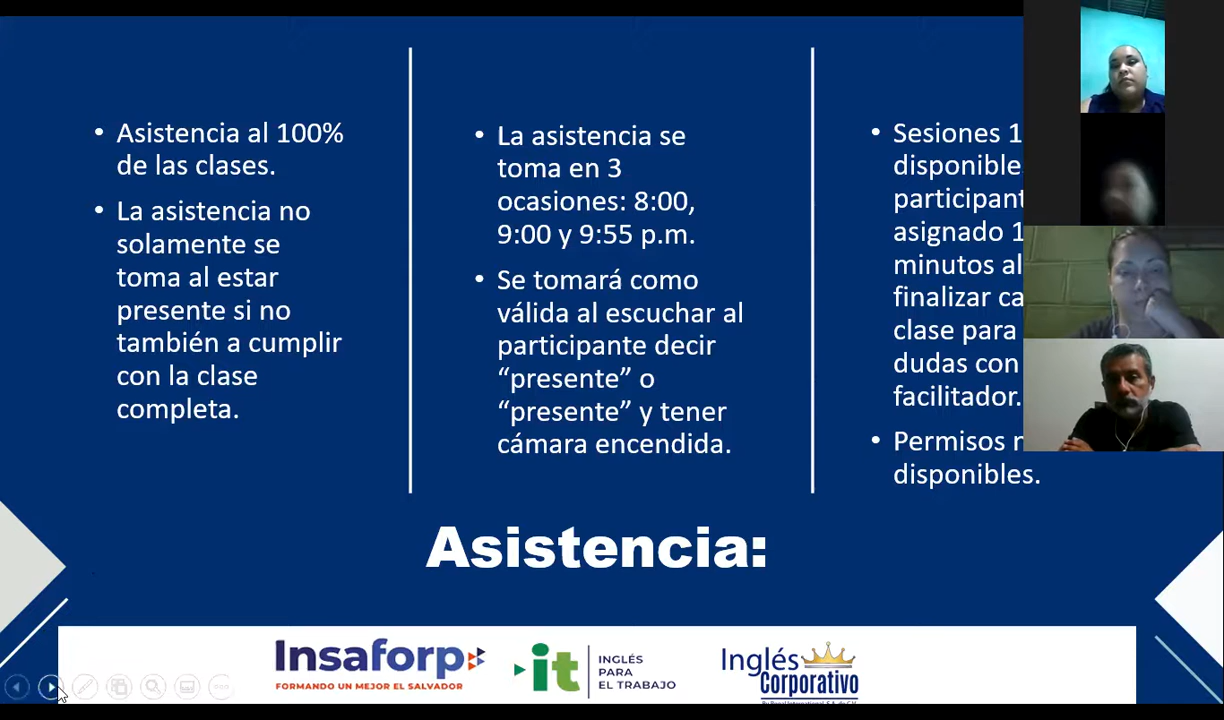 • Asistencia al 100%
de las clases.
• La asistencia no
solamente se
toma al estar
presente si no
también a cumplir
con la clase
completa.
• La asistencia se
toma en 3
ocasiones: 8:00,
9:00 y 9:55 p.m.
• Se tomará como
válida al escuchar al
participante decir
“presente” o
“presente” y tener
cámara encendida.
• Sesiones
disponible
participant
asignado
minutos al
finalizar
clase para
dudas con
facilitador.
• Permisos
disponibles.
Asistencia:
Insaforp
FORMANDO UN MEJOR EL SALVADOR
it
INGLÉS
PARA
EL TRABAJO
Inglés
Corporativo